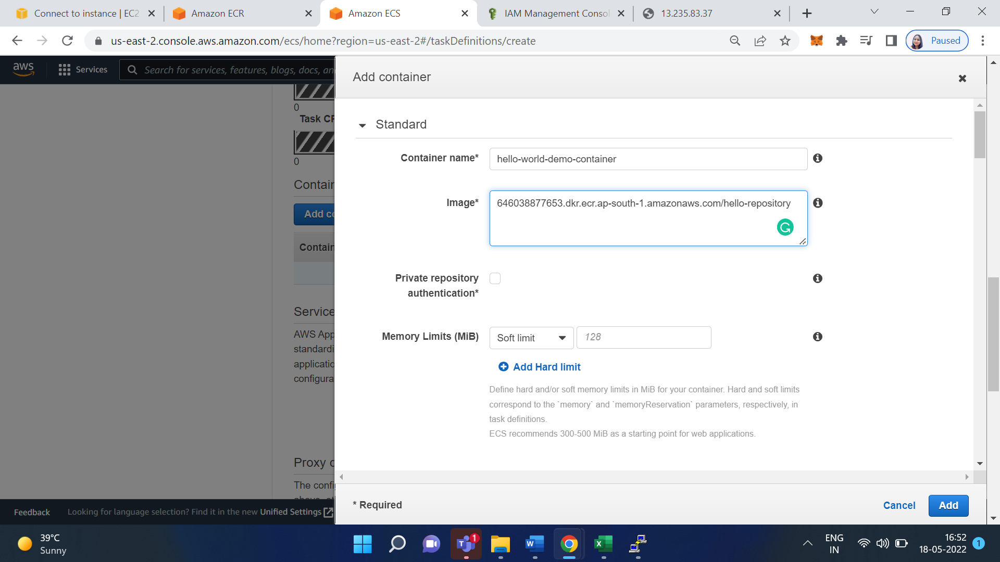 Connect to instance | EC2
Amazon ECR
Amazon ECS
IAM Management Consol
13.235.83.37
us-east-2.console.aws.amazon.com/ecs/home?region=us-east-2#/taskDefinitions/create
Paused
aws
Services
Search for services, features, blogs, docs, an
Add container
0
Task CP
Standard
0
Container name*
hello-world-demo-container
Contain
Image*
646038877653.dkr.ecr.ap-south-1.amazonaws.com/hello-repository
Add co
Contain
Private repository
authentication*
Service
AWS App
standardi
applicatio
configura
Memory Limits (MiB)
Soft limit
128
Add Hard limit
Define hard and/or soft memory limits in MiB for your container. Hard and soft limits
correspond to the `memory` and `memoryReservation` parameters, respectively, in
task definitions.
ECS recommends 300-500 MiB as a starting point for web applications.
Proxy c
The confi
* Required
Cancel
Add
Feedback
Looking for language selection? Find it in the new Unified Settings
39°C
Sunny
1
ENG
IN
16:52
18-05-2022
1